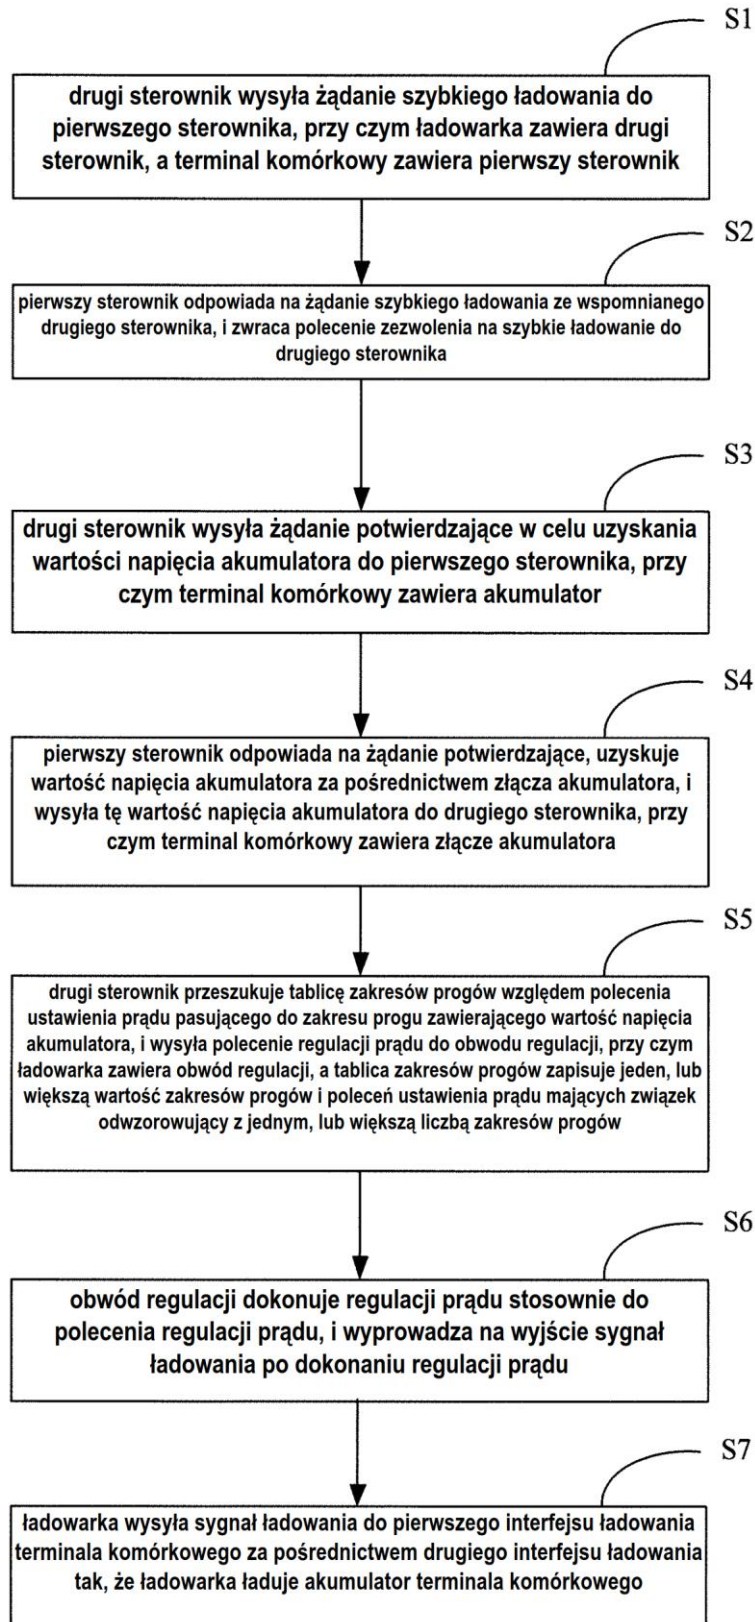 S1
drugi sterownik wysyła żądanie szybkiego ładowania do
pierwszego sterownika, przy czym ładowarka zawiera drugi
sterownik, a terminal komórkowy zawiera pierwszy sterownik
S2
pierwszy sterownik odpowiada na żądanie szybkiego ładowania ze wspomnianego
drugiego sterownika, i zwraca polecenie zezwolenia na szybkie ładowanie do
drugiego sterownika
S3
drugi sterownik wysyła żądanie potwierdzające w celu uzyskania
wartości napięcia akumulatora do pierwszego sterownika, przy
czym terminal komórkowy zawiera akumulator
S4
pierwszy sterownik odpowiada na żądanie potwierdzające, uzyskuje
wartość napięcia akumulatora za pośrednictwem złącza akumulatora, i
wysyła tę wartość napięcia akumulatora do drugiego sterownika, przy
czym terminal komórkowy zawiera złącze akumulatora
S5
drugi sterownik przeszukuje tablicę zakresów progów względem polecenia
ustawienia prądu pasującego do zakresu progu zawierającego wartość napięcia
akumulatora, i wysyła polecenie regulacji prądu do obwodu regulacji, przy czym
ładowarka zawiera obwód regulacji, a tablica zakresów progów zapisuje jeden, lub
większą wartość zakresów progów i poleceń ustawienia prądu mających związek
odwzorowujący z jednym, lub większą liczbą zakresów progów
S6
obwód regulacji dokonuje regulacji prądu stosownie do
polecenia regulacji prądu, i wyprowadza na wyjście sygnał
ładowania po dokonaniu regulacji prądu
S7
ładowarka wysyła sygnał ładowania do pierwszego interfejsu ładowania
terminala komórkowego za pośrednictwem drugiego interfejsu ładowania
tak, że ładowarka ładuje akumulator terminala komórkowego